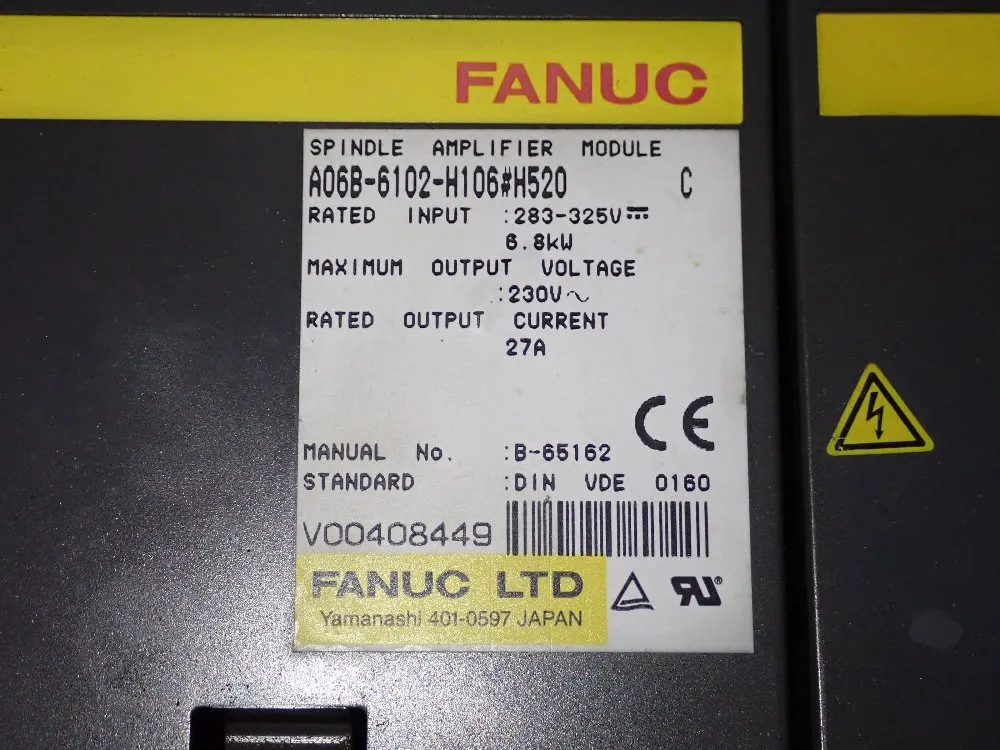 FANUC
SPINDLE AMPLIFIER MODULE
A06B-6102-H106#H520 C
RATED INPUT :283-325V⎓
6.8kW
MAXIMUM OUTPUT VOLTAGE
:230V~
RATED OUTPUT CURRENT
27A
CE
MANUAL No. :B-65162
STANDARD :DIN VDE 0160
V00408449
FANUC LTD
Yamanashi 401-0597 JAPAN